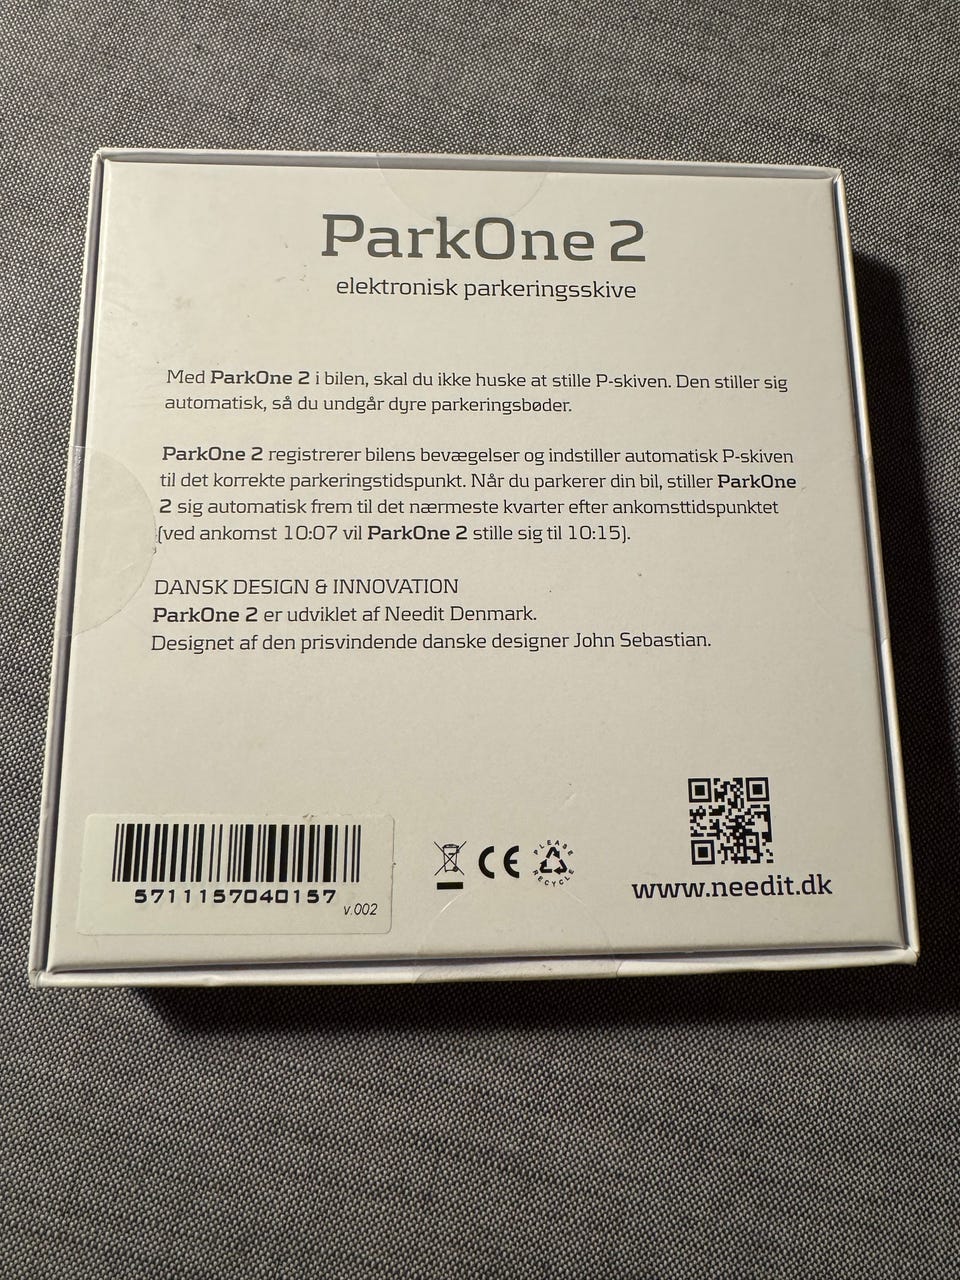 ParkOne 2
elektronisk parkeringsskive
Med ParkOne 2 i bilen, skal du ikke huske at stille P-skiven. Den stiller sig
automatisk, så du undgår dyre parkeringsbøder.
ParkOne 2 registrerer bilens bevægelser og indstiller automatisk P-skiven
til det korrekte parkeringstidspunkt. Når du parkerer din bil, stiller ParkOne
2 sig automatisk frem til det nærmeste kvarter efter ankomsttidspunktet
(ved ankomst 10:07 vil ParkOne 2 stille sig til 10:15).
DANSK DESIGN & INNOVATION
ParkOne 2 er udviklet af Needit Denmark.
Designet af den prisvindende danske designer John Sebastian.
5711157040157
v.002
CE
PLEASE
RECYCLE
www.needit.dk